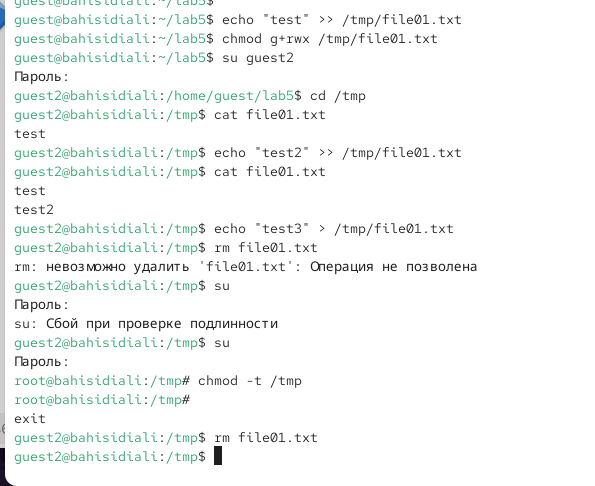 guest@bahisidiali:~/lab5$
guest@bahisidiali:~/lab5$ echo "test" >> /tmp/file01.txt
guest@bahisidiali:~/lab5$ chmod g+rwx /tmp/file01.txt
guest@bahisidiali:~/lab5$ su guest2
Пароль:
guest2@bahisidiali:/home/guest/lab5$ cd /tmp
guest2@bahisidiali:/tmp$ cat file01.txt
test
guest2@bahisidiali:/tmp$ echo "test2" >> /tmp/file01.txt
guest2@bahisidiali:/tmp$ cat file01.txt
test
test2
guest2@bahisidiali:/tmp$ echo "test3" > /tmp/file01.txt
guest2@bahisidiali:/tmp$ rm file01.txt
rm: невозможно удалить 'file01.txt': Операция не позволена
guest2@bahisidiali:/tmp$ su
Пароль:
su: Сбой при проверке подлинности
guest2@bahisidiali:/tmp$ su
Пароль:
root@bahisidiali:/tmp# chmod -t /tmp
root@bahisidiali:/tmp#
exit
guest2@bahisidiali:/tmp$ rm file01.txt
guest2@bahisidiali:/tmp$